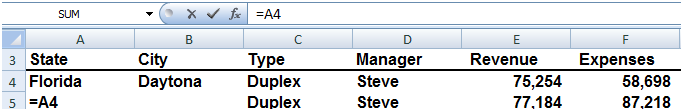 SUM fx =A4
A B C D E F
3 State City Type Manager Revenue Expenses
4 Florida Daytona Duplex Steve 75,254 58,698
5 =A4 Duplex Steve 77,184 87,218